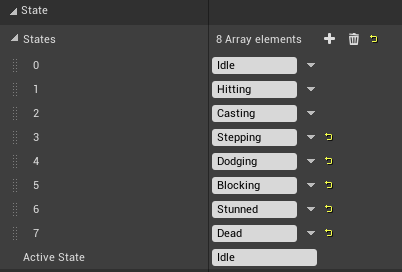 State
States 8 Array elements
0 Idle
1 Hitting
2 Casting
3 Stepping
4 Dodging
5 Blocking
6 Stunned
7 Dead
Active State Idle